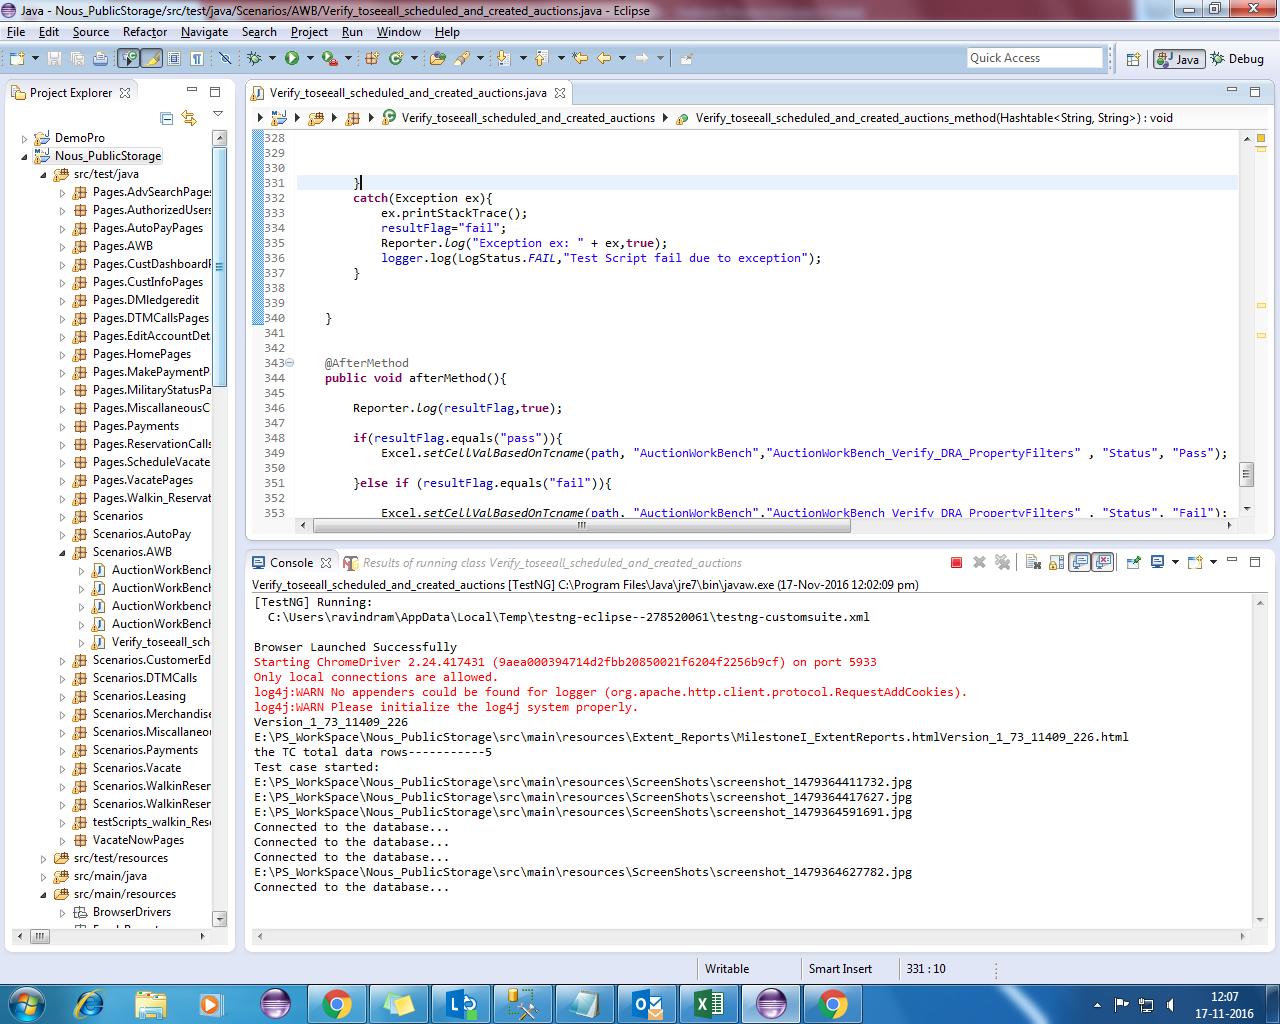 Java - Nous_PublicStorage/src/test/java/Scenarios/AWB/Verify_toseeall_scheduled_and_created_auctions.java - Eclipse
File Edit Source Refactor Navigate Search Project Run Window Help
Quick Access
Java
Debug
Project Explorer
DemoPro
Nous_PublicStorage
src/test/java
Pages.AdvSearchPages
Pages.AuthorizedUsers
Pages.AutoPayPages
Pages.AWB
Pages.CustDashboardF
Pages.CustInfoPages
Pages.DMledgeredit
Pages.DTMCallsPages
Pages.EditAccountDet
Pages.HomePages
Pages.MakePaymentP
Pages.MilitaryStatusPa
Pages.MiscallaneousC
Pages.Payments
Pages.ReservationCalls
Pages.ScheduleVacate
Pages.VacatePages
Pages.Walkin_Reservat
Scenarios
Scenarios.AutoPay
Scenarios.AWB
AuctionWorkBench
AuctionWorkbench
AuctionWorkbench
AuctionWorkBench
Verify_toseeall_sch
Scenarios.CustomerEd
Scenarios.DTMCalls
Scenarios.Leasing
Scenarios.Merchandise
Scenarios.Miscallaneou
Scenarios.Payments
Scenarios.Vacate
Scenarios.WalkinReser
Scenarios.WalkinReser
testScripts_walkin_Res
VacateNowPages
src/test/resources
src/main/java
src/main/resources
BrowserDrivers
Verify_toseeall_scheduled_and_created_auctions.java
Verify_toseeall_scheduled_and_created_auctions
Verify_toseeall_scheduled_and_created_auctions_method(Hashtable<String, String>) : void
328
329
330
331 }
332 catch(Exception ex){
333 ex.printStackTrace();
334 resultFlag="fail";
335 Reporter.log("Exception ex: " + ex,true);
336 logger.log(LogStatus.FAIL,"Test Script fail due to exception");
337 }
338
339
340 }
341
342
343 @AfterMethod
344 public void afterMethod(){
345
346 Reporter.log(resultFlag,true);
347
348 if(resultFlag.equals("pass")){
349 Excel.setCellValBasedOnTcname(path, "AuctionWorkBench","AuctionWorkBench_Verify_DRA_PropertyFilters" , "Status", "Pass");
350
351 }else if (resultFlag.equals("fail")){
352
353 Excel.setCellValBasedOnTcname(path, "AuctionWorkBench","AuctionWorkBench_Verify_DRA_PropertyFilters" , "Status", "Fail");
Console
Results of running class Verify_toseeall_scheduled_and_created_auctions
Verify_toseeall_scheduled_and_created_auctions [TestNG] C:\Program Files\Java\jre7\bin\javaw.exe (17-Nov-2016 12:02:09 pm)
[TestNG] Running:
C:\Users\ravindram\AppData\Local\Temp\testng-eclipse--278520061\testng-customsuite.xml
Browser Launched Successfully
Starting ChromeDriver 2.24.417431 (9aea000394714d2fbb20850021f6204f2256b9cf) on port 5933
Only local connections are allowed.
log4j:WARN No appenders could be found for logger (org.apache.http.client.protocol.RequestAddCookies).
log4j:WARN Please initialize the log4j system properly.
Version_1_73_11409_226
E:\PS_WorkSpace\Nous_PublicStorage\src\main\resources\Extent_Reports\MilestoneI_ExtentReports.htmlVersion_1_73_11409_226.html
the TC total data rows-----------5
Test case started:
E:\PS_WorkSpace\Nous_PublicStorage\src\main\resources\ScreenShots\screenshot_1479364411732.jpg
E:\PS_WorkSpace\Nous_PublicStorage\src\main\resources\ScreenShots\screenshot_1479364417627.jpg
E:\PS_WorkSpace\Nous_PublicStorage\src\main\resources\ScreenShots\screenshot_1479364591691.jpg
Connected to the database...
Connected to the database...
Connected to the database...
E:\PS_WorkSpace\Nous_PublicStorage\src\main\resources\ScreenShots\screenshot_1479364627782.jpg
Connected to the database...
Writable
Smart Insert
331 : 10
12:07
17-11-2016